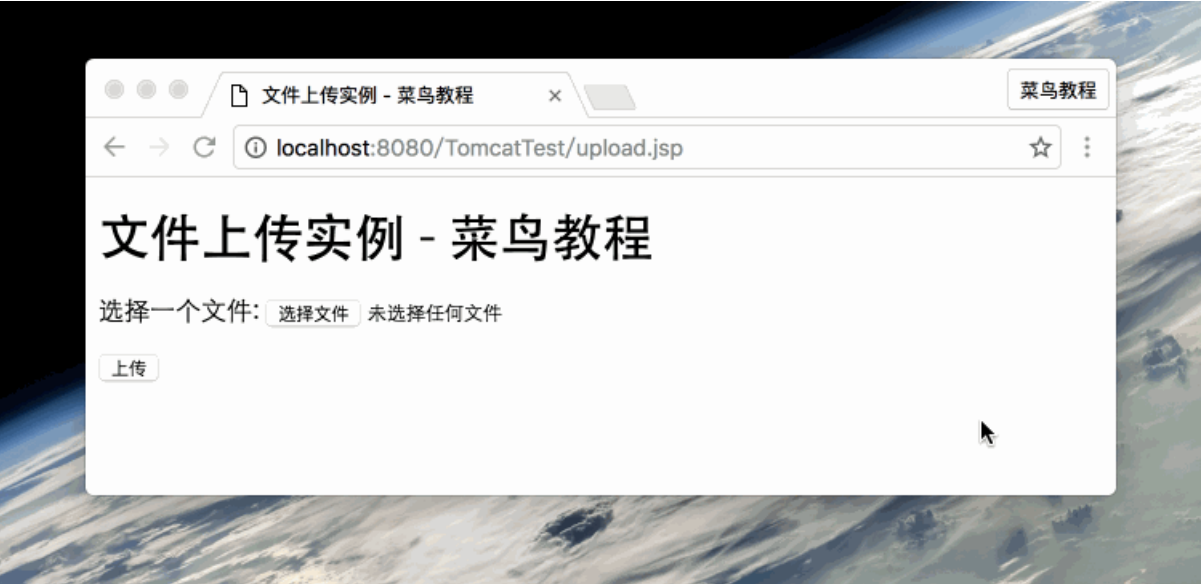 文件上传实例 - 菜鸟教程
菜鸟教程
localhost:8080/TomcatTest/upload.jsp
文件上传实例 - 菜鸟教程
选择一个文件: 选择文件 未选择任何文件
上传